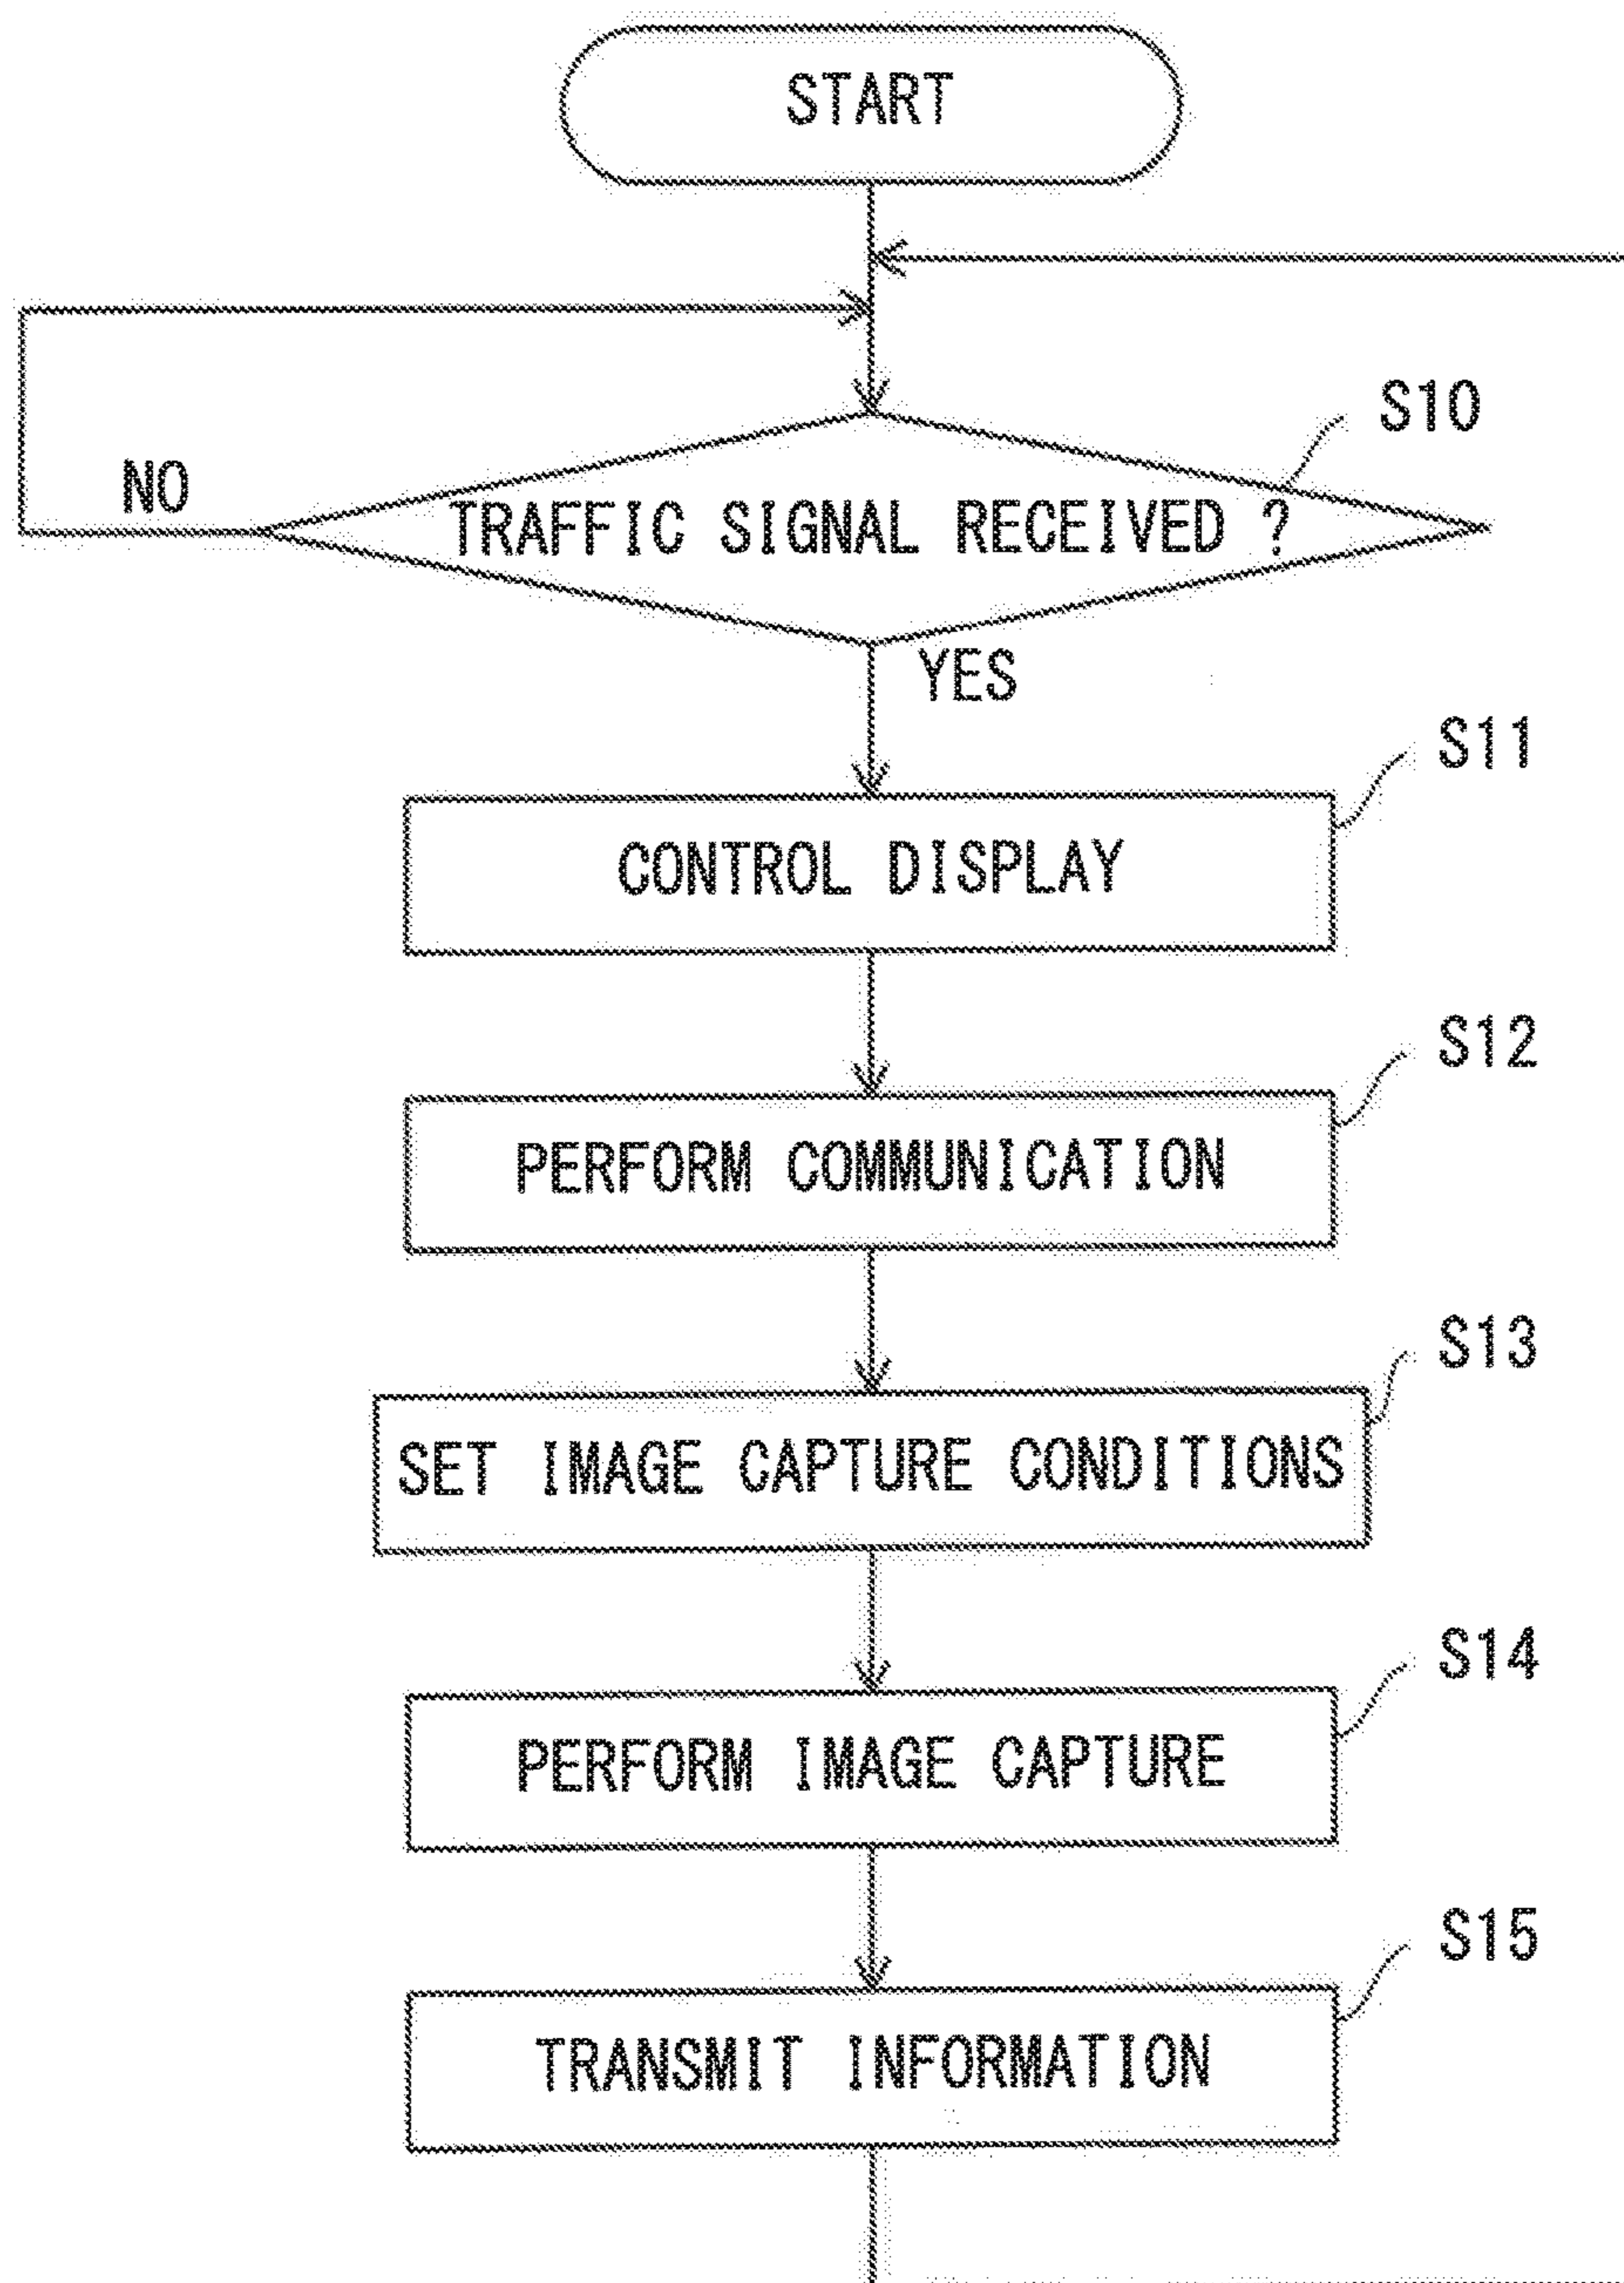 START
S10
NO
TRAFFIC SIGNAL RECEIVED ?
YES
S11
CONTROL DISPLAY
S12
PERFORM COMMUNICATION
S13
SET IMAGE CAPTURE CONDITIONS
S14
PERFORM IMAGE CAPTURE
S15
TRANSMIT INFORMATION